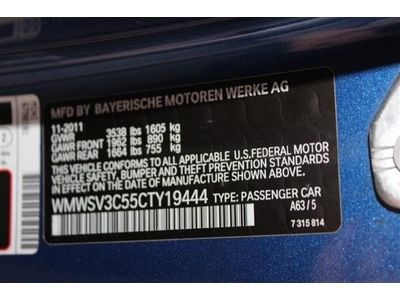 MFD. BY BAYERISCHE MOTOREN WERKE AG
11-2011
GVWR 3538 lbs 1605 kg
GAWR FRONT 1962 lbs 890 kg
GAWR REAR 1664 lbs 755 kg
THIS VEHICLE CONFORMS TO ALL APPLICABLE U.S. FEDERAL MOTOR
VEHICLE SAFETY, BUMPER, AND THEFT PREVENTION STANDARDS
IN EFFECT ON THE DATE OF MANUFACTURE SHOWN ABOVE.
WMWSV3C55CTY19444 TYPE: PASSENGER CAR
A63/5
7 315 814